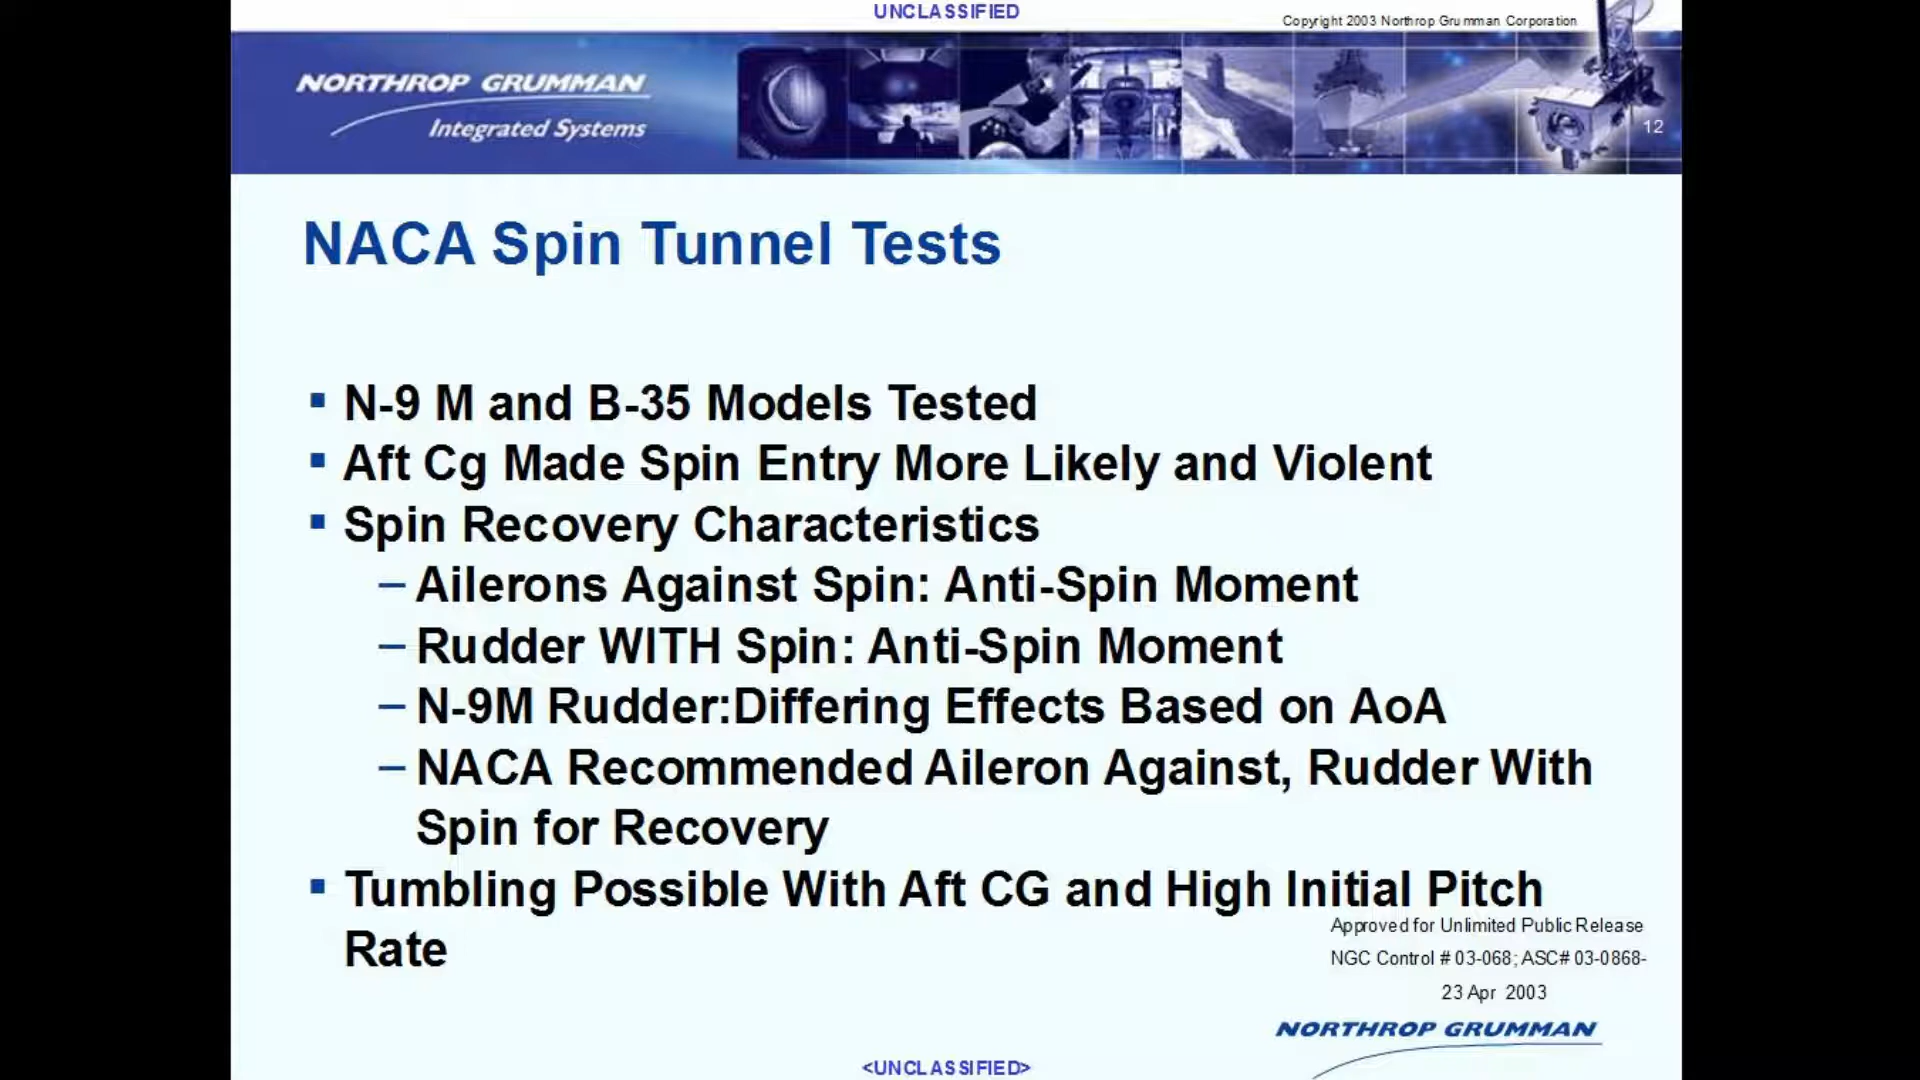 UNCLASSIFIED
Copyright 2003 Northrop Grumman Corporation
NORTHROP GRUMMAN
Integrated Systems
12
NACA Spin Tunnel Tests
▪ N-9 M and B-35 Models Tested
▪ Aft Cg Made Spin Entry More Likely and Violent
▪ Spin Recovery Characteristics
– Ailerons Against Spin: Anti-Spin Moment
– Rudder WITH Spin: Anti-Spin Moment
– N-9M Rudder:Differing Effects Based on AoA
– NACA Recommended Aileron Against, Rudder With
Spin for Recovery
▪ Tumbling Possible With Aft CG and High Initial Pitch
Rate
Approved for Unlimited Public Release
NGC Control # 03-068; ASC# 03-0868-
23 Apr 2003
NORTHROP GRUMMAN
<UNCLASSIFIED>